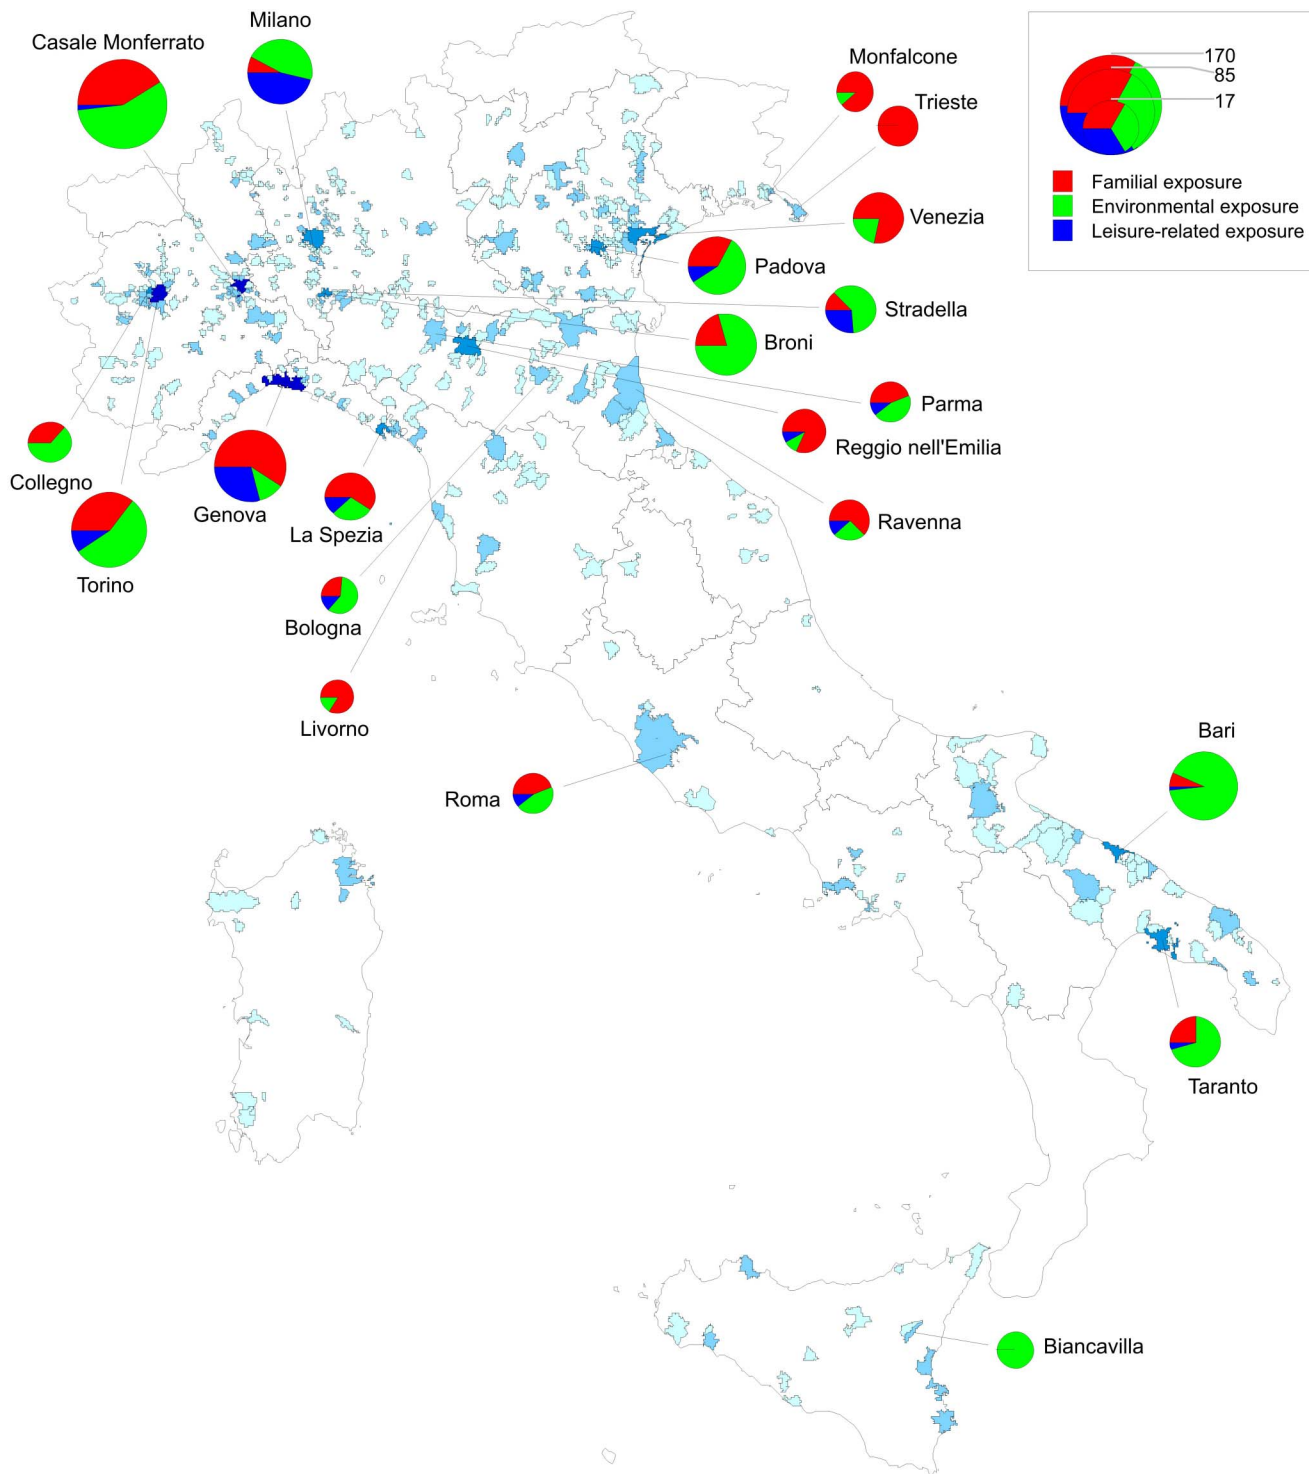 Milano
Casale Monferrato
Monfalcone
Trieste
170
85
17
Familial exposure
Environmental exposure
Leisure-related exposure
Venezia
Padova
Stradella
Broni
Parma
Reggio nell'Emilia
Ravenna
Collegno
Genova
La Spezia
Torino
Bologna
Livorno
Roma
Bari
Taranto
Biancavilla